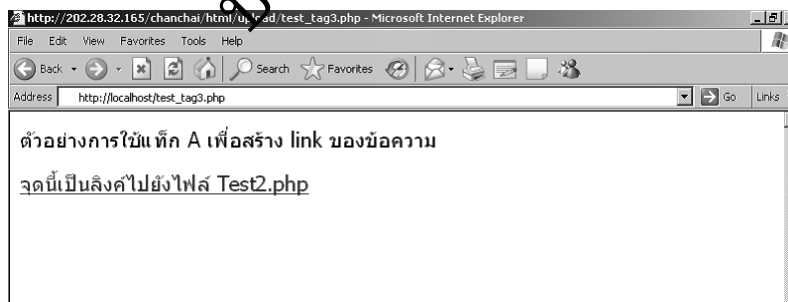 http://202.28.32.165/chanchai/html/upload/test_tag3.php - Microsoft Internet Explorer
File Edit View Favorites Tools Help
Back Search Favorites
Address http://localhost/test_tag3.php Go Links
ตัวอย่างการใช้แท็ก A เพื่อสร้าง link ของข้อความ
จุดนี้เป็นลิงค์ไปยังไฟล์ Test2.php